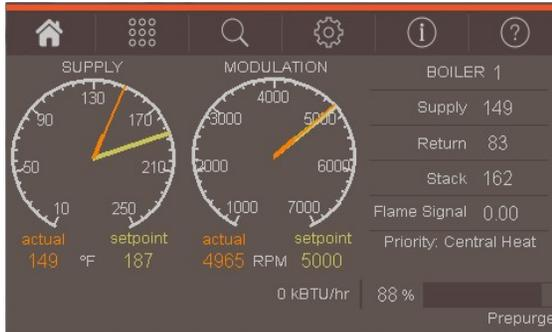 SUPPLY
10
50
90
130
170
210
250
actual setpoint
149 °F 187
MODULATION
1000
2000
3000
4000
5000
6000
7000
actual setpoint
4965 RPM 5000
BOILER 1
Supply 149
Return 83
Stack 162
Flame Signal 0.00
Priority: Central Heat
0 kBTU/hr 88 %
Prepurge